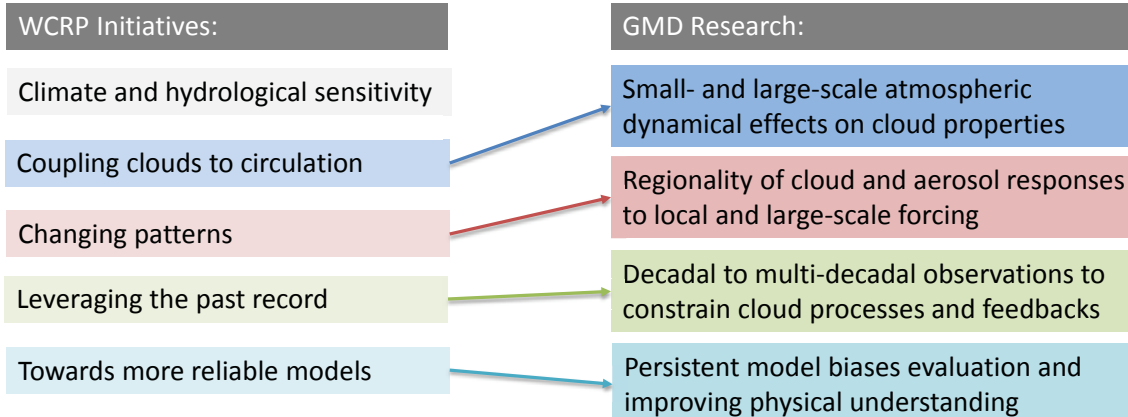 WCRP Initiatives:
Climate and hydrological sensitivity
Coupling clouds to circulation
Changing patterns
Leveraging the past record
Towards more reliable models
GMD Research:
Small- and large-scale atmospheric
dynamical effects on cloud properties
Regionality of cloud and aerosol responses
to local and large-scale forcing
Decadal to multi-decadal observations to
constrain cloud processes and feedbacks
Persistent model biases evaluation and
improving physical understanding